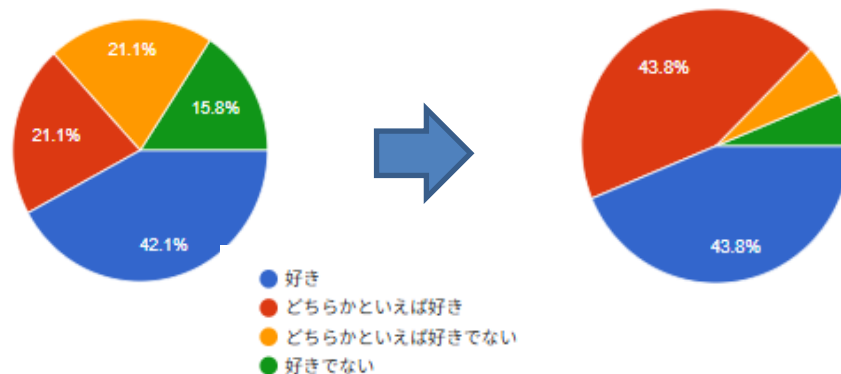 21.1%
15.8%
21.1%
42.1%
43.8%
43.8%
好き
どちらかといえば好き
どちらかといえば好きでない
好きでない